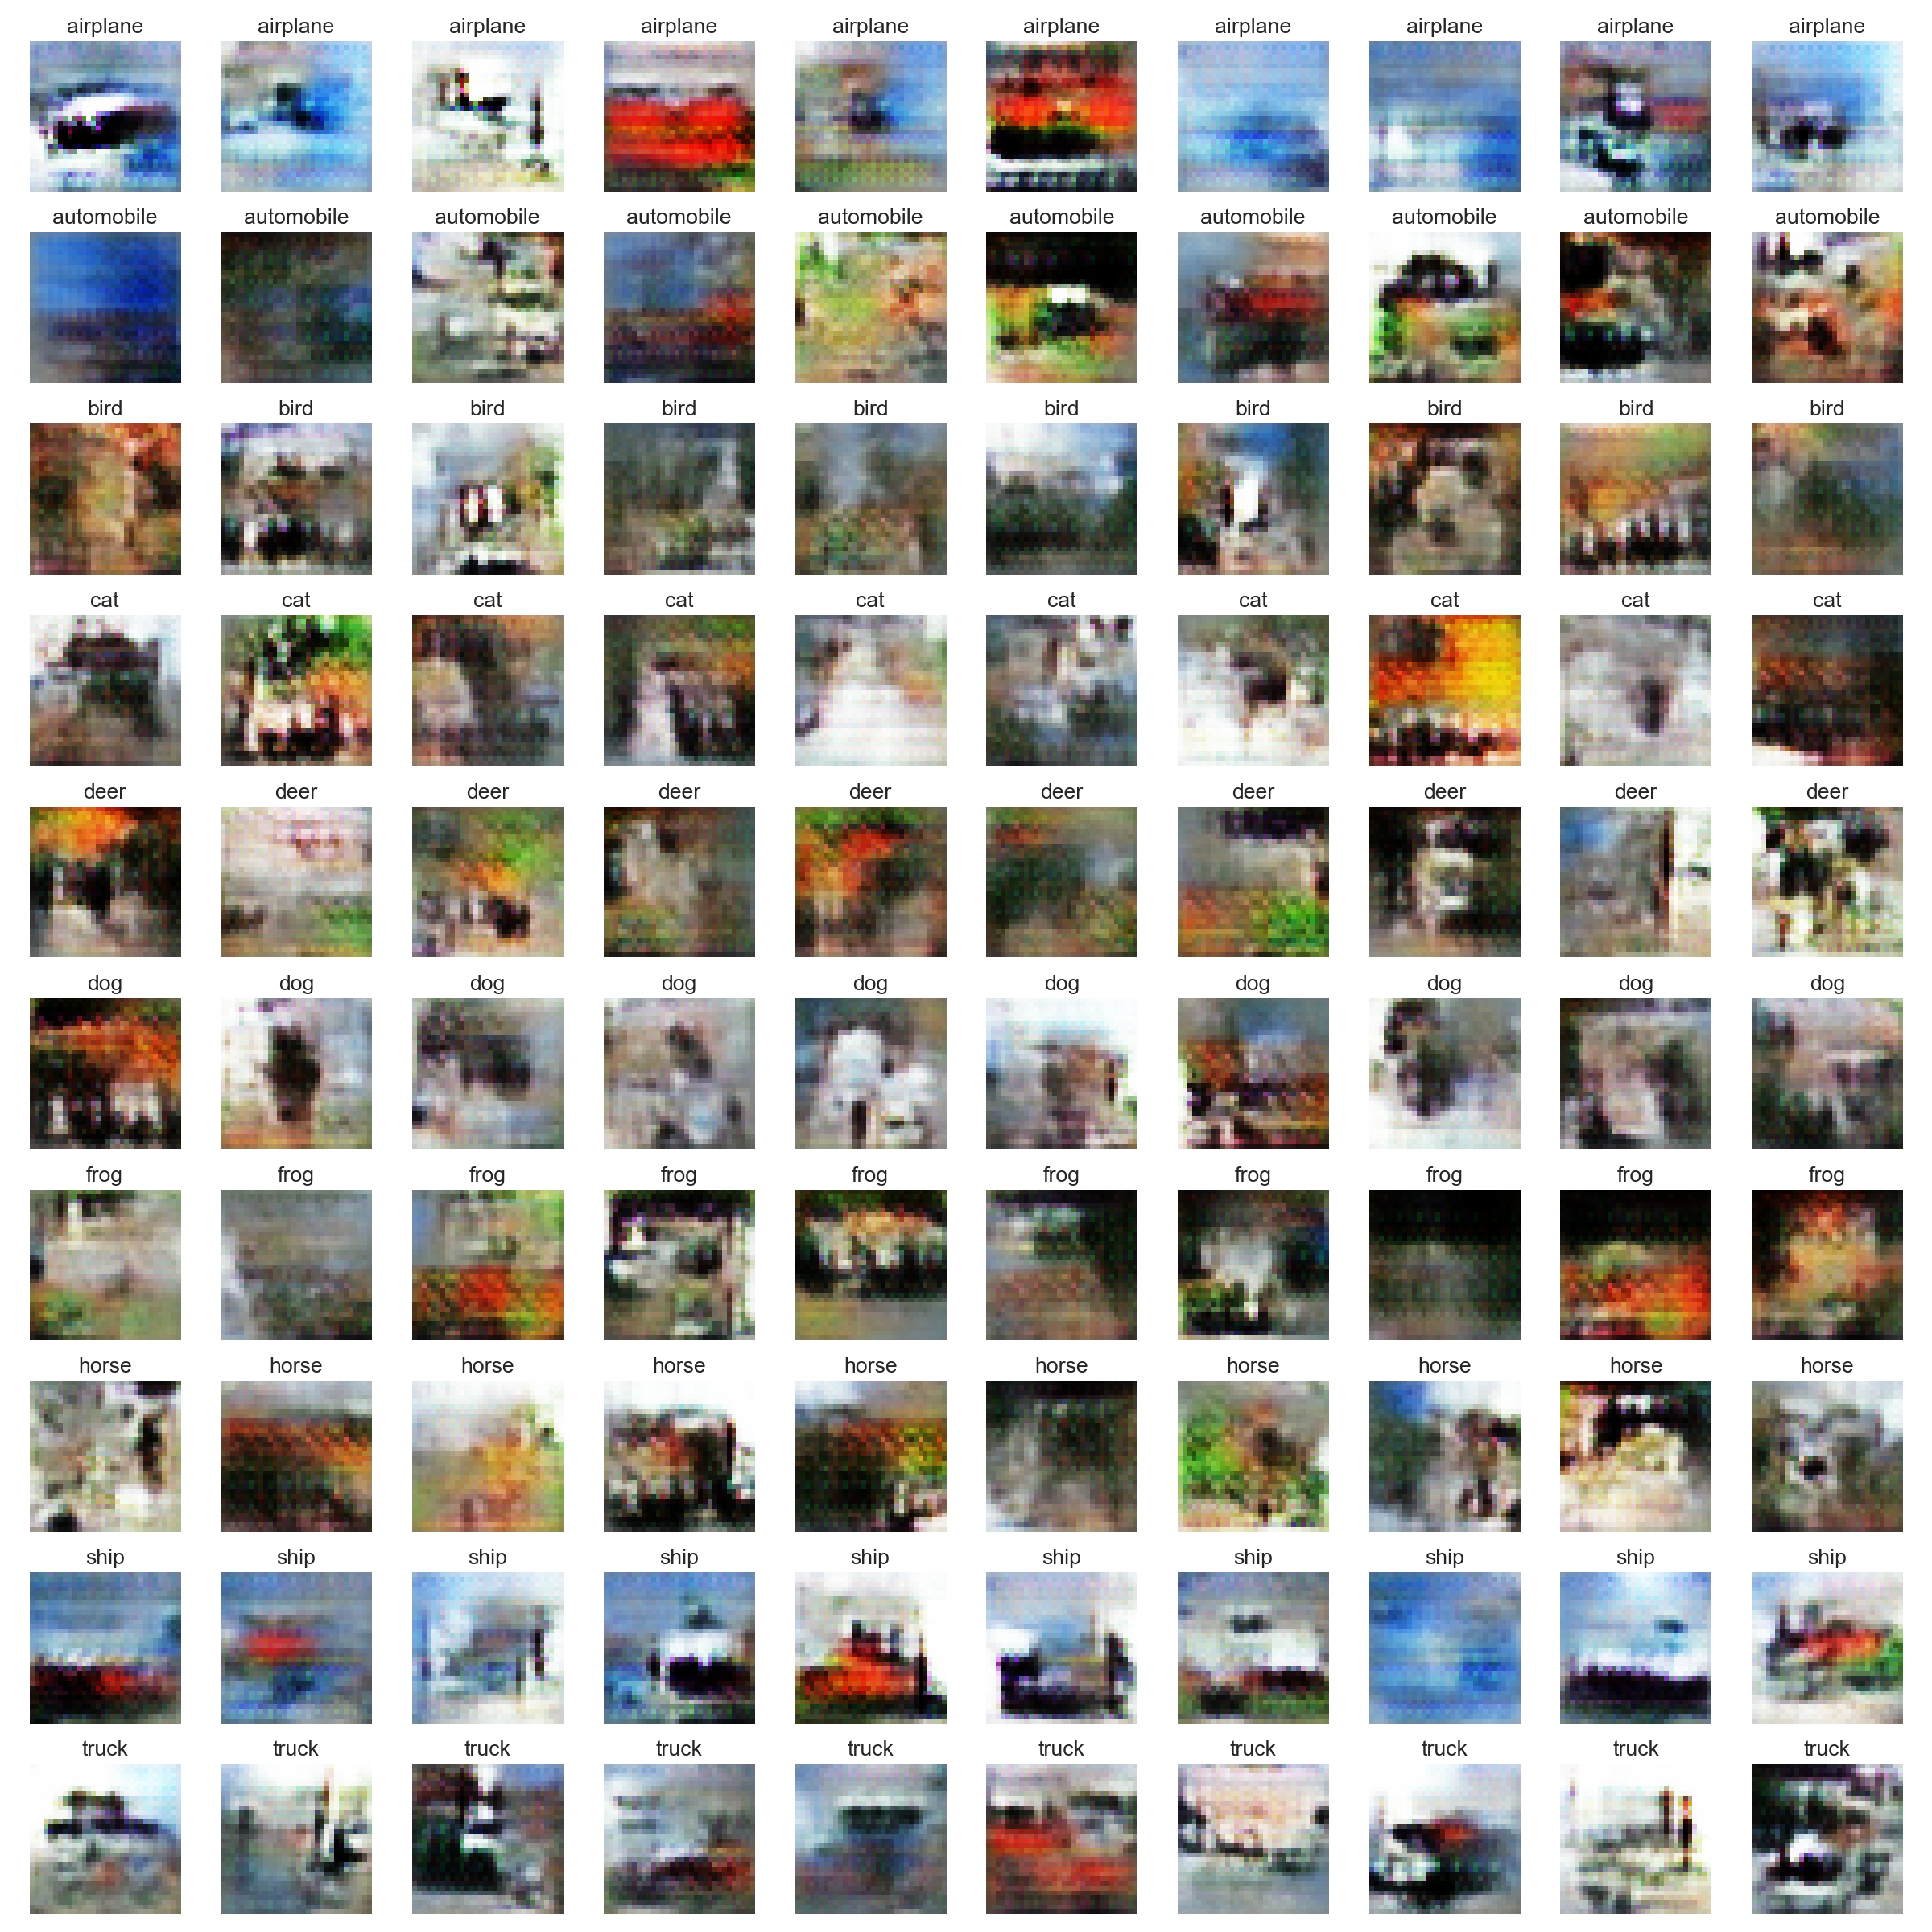 airplane airplane airplane airplane airplane airplane airplane airplane airplane airplane
automobile automobile automobile automobile automobile automobile automobile automobile automobile automobile
bird bird bird bird bird bird bird bird bird bird
cat cat cat cat cat cat cat cat cat cat
deer deer deer deer deer deer deer deer deer deer
dog dog dog dog dog dog dog dog dog dog
frog frog frog frog frog frog frog frog frog frog
horse horse horse horse horse horse horse horse horse horse
ship ship ship ship ship ship ship ship ship ship
truck truck truck truck truck truck truck truck truck truck